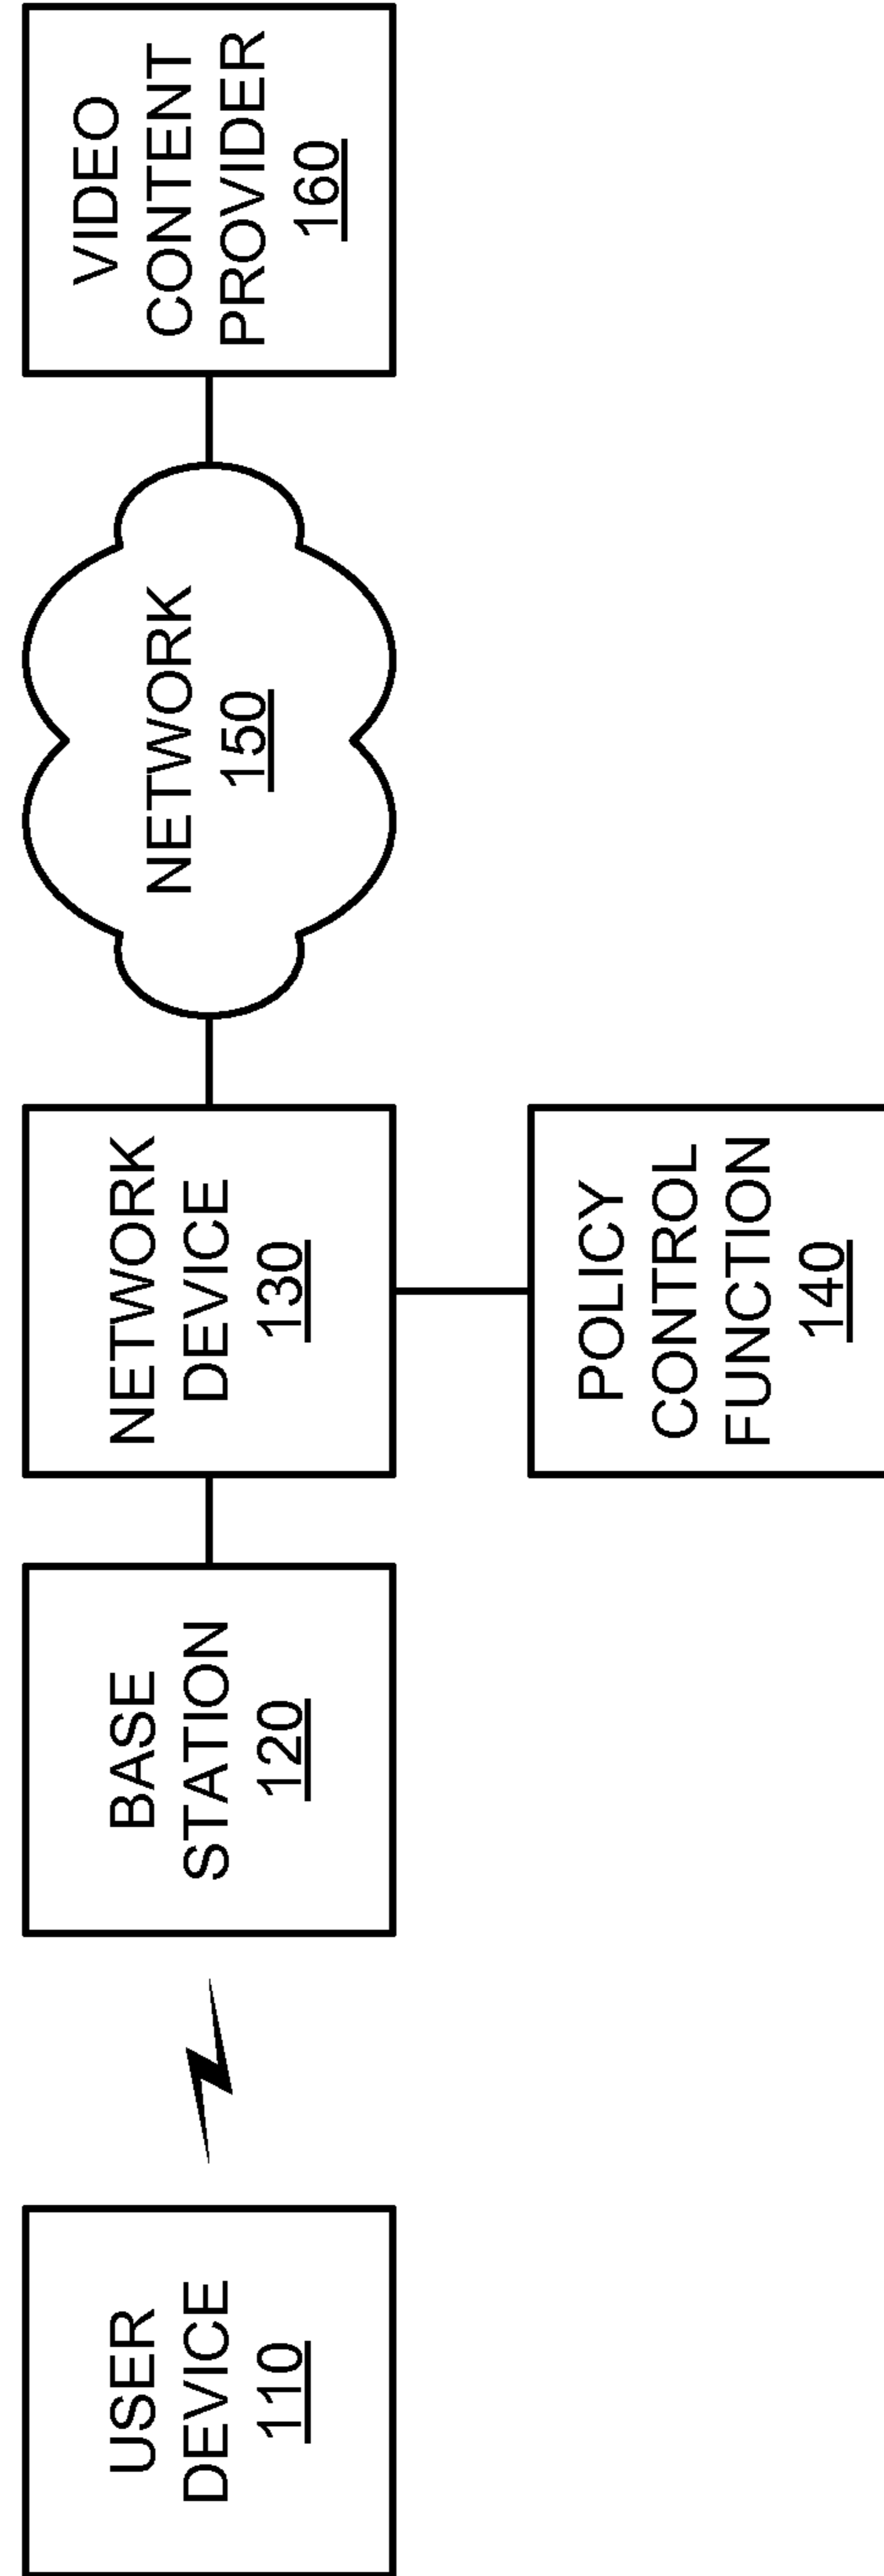 USER
DEVICE
110
BASE
STATION
120
NETWORK
DEVICE
130
NETWORK
150
VIDEO
CONTENT
PROVIDER
160
POLICY
CONTROL
FUNCTION
140